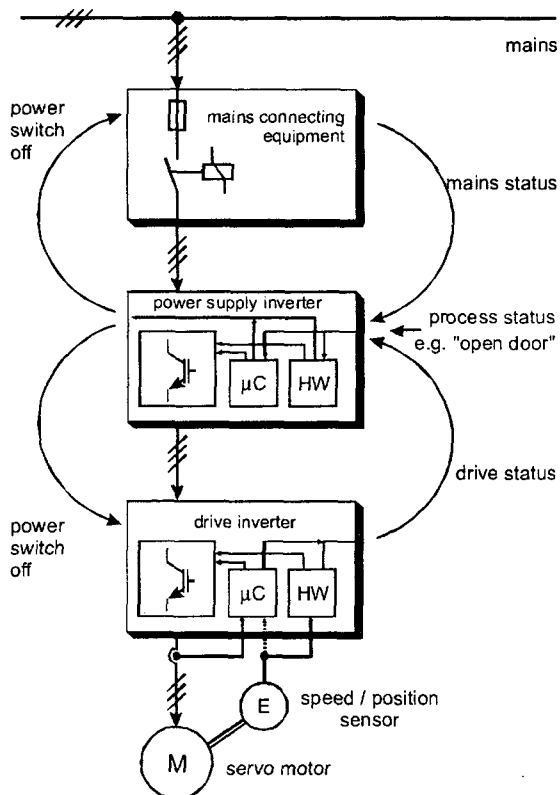 mains
power
switch
off
mains connecting
equipment
mains status
power supply inverter
process status
e.g. "open door"
µC
HW
drive status
power
switch
off
drive inverter
µC
HW
E
speed / position
sensor
M
servo motor